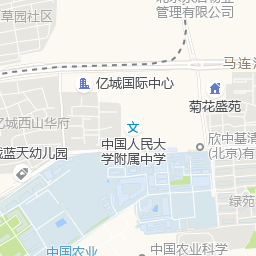 管理有限公司
草园社区
马连
亿城国际中心
菊花盛苑
亿城西山华府
中国人民大
学附属中学
欣中基
(北京)有
蓝天幼儿园
绿苑
中国农业
中国农业科学